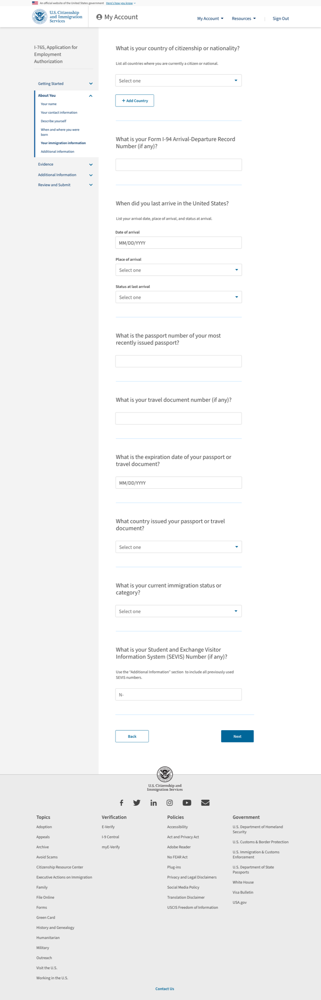 An official website of the United States government Here's how you know
U.S. Citizenship
and Immigration
Services
My Account
My Account
Resources
Sign Out
I-765, Application for
Employment
Authorization
Getting Started
About You
Your name
Your contact information
Describe yourself
When and where you were
born
Your immigration information
Additional information
Evidence
Additional Information
Review and Submit
What is your country of citizenship or nationality?
List all countries where you are currently a citizen or national.
Select one
+ Add Country
What is your Form I-94 Arrival-Departure Record
Number (if any)?
When did you last arrive in the United States?
List your arrival date, place of arrival, and status at arrival.
Date of arrival
MM/DD/YYYY
Place of arrival
Select one
Status at last arrival
Select one
What is the passport number of your most
recently issued passport?
What is your travel document number (if any)?
What is the expiration date of your passport or
travel document?
MM/DD/YYYY
What country issued your passport or travel
document?
Select one
What is your current immigration status or
category?
Select one
What is your Student and Exchange Visitor
Information System (SEVIS) Number (if any)?
Use the “Additional Information” section to include all previously used
SEVIS numbers.
N-
Back
Next
U.S. Citizenship and
Immigration Services
Topics
Adoption
Appeals
Archive
Avoid Scams
Citizenship Resource Center
Executive Actions on Immigration
Family
File Online
Forms
Green Card
History and Genealogy
Humanitarian
Military
Outreach
Visit the U.S.
Working in the U.S.
Verification
E-Verify
I-9 Central
myE-Verify
Policies
Accessibility
Act and Privacy Act
Adobe Reader
No FEAR Act
Plug-ins
Privacy and Legal Disclaimers
Social Media Policy
Translation Disclaimer
USCIS Freedom of Information
Government
U.S. Department of Homeland
Security
U.S. Customs & Border Protection
U.S. Immigration & Customs
Enforcement
U.S. Department of State
Passports
White House
Visa Bulletin
USA.gov
Contact Us